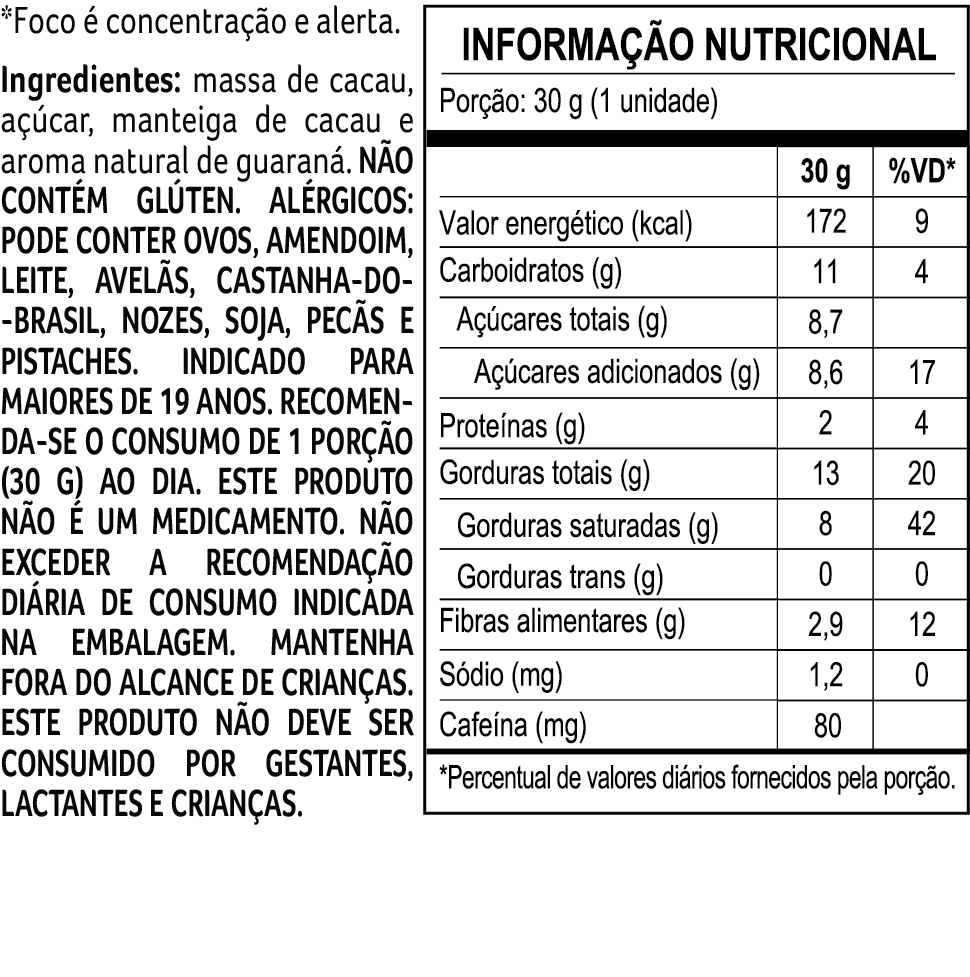 *Foco é concentração e alerta.
Ingredientes: massa de cacau,
açúcar, manteiga de cacau e
aroma natural de guaraná. NÃO
CONTÉM GLÚTEN. ALÉRGICOS:
PODE CONTER OVOS, AMENDOIM,
LEITE, AVELÃS, CASTANHA-DO-
-BRASIL, NOZES, SOJA, PECÃS E
PISTACHES. INDICADO PARA
MAIORES DE 19 ANOS. RECOMEN-
DA-SE O CONSUMO DE 1 PORÇÃO
(30 G) AO DIA. ESTE PRODUTO
NÃO É UM MEDICAMENTO. NÃO
EXCEDER A RECOMENDAÇÃO
DIÁRIA DE CONSUMO INDICADA
NA EMBALAGEM. MANTENHA
FORA DO ALCANCE DE CRIANÇAS.
ESTE PRODUTO NÃO DEVE SER
CONSUMIDO POR GESTANTES,
LACTANTES E CRIANÇAS.
INFORMAÇÃO NUTRICIONAL
Porção: 30 g (1 unidade)
30 g %VD*
Valor energético (kcal) 172 9
Carboidratos (g) 11 4
Açúcares totais (g) 8,7
Açúcares adicionados (g) 8,6 17
Proteínas (g) 2 4
Gorduras totais (g) 13 20
Gorduras saturadas (g) 8 42
Gorduras trans (g) 0 0
Fibras alimentares (g) 2,9 12
Sódio (mg) 1,2 0
Cafeína (mg) 80
*Percentual de valores diários fornecidos pela porção.